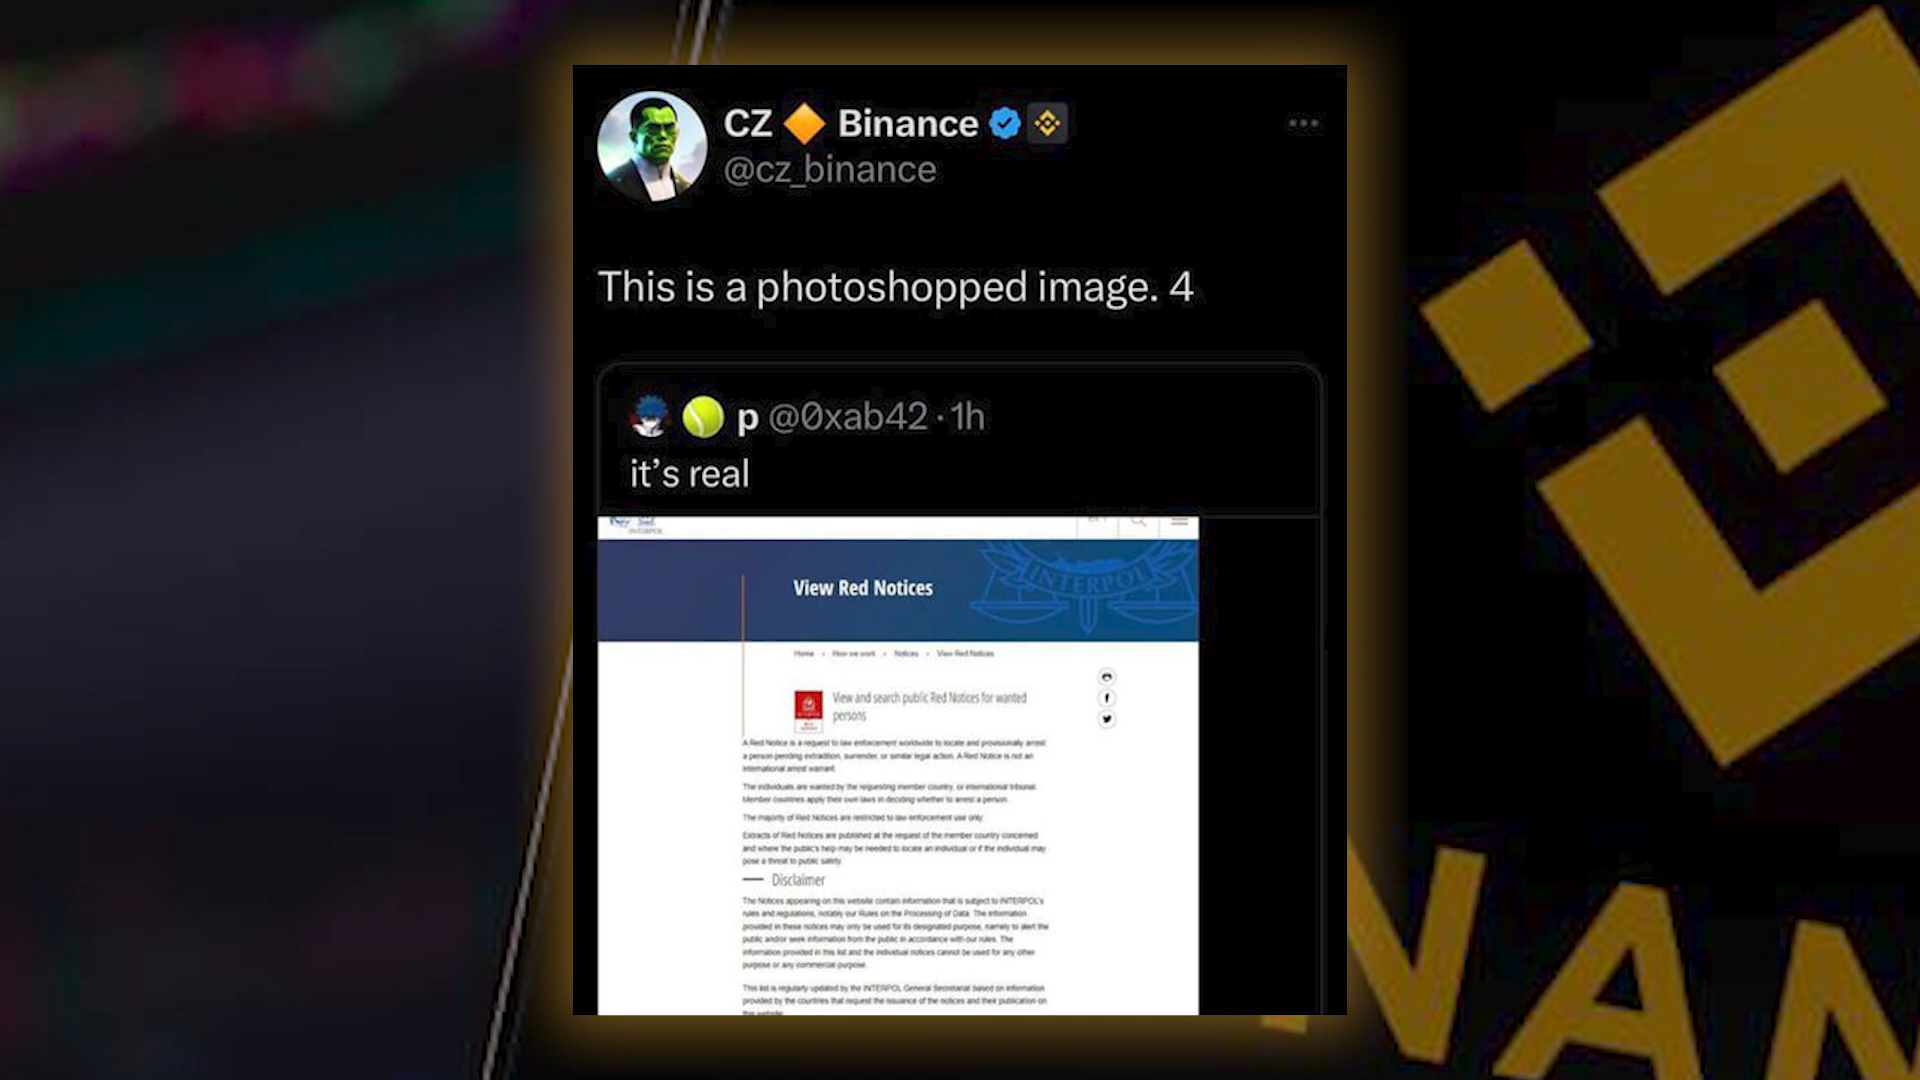 CZ 🔶 Binance
@cz_binance
This is a photoshopped image. 4
🎾 p @0xab42 · 1h
it's real
INTERPOL
View Red Notices
INTERPOL
Home > How we work > Notices > View Red Notices
View and search public Red Notices for wanted
persons
A Red Notice is a request to law enforcement worldwide to locate and provisionally arrest
a person pending extradition, surrender, or similar legal action. A Red Notice is not an
international arrest warrant.
The individuals are wanted by the requesting member country, or international tribunal.
Member countries apply their own laws in deciding whether to arrest a person.
The majority of Red Notices are restricted to law enforcement use only.
Extracts of Red Notices are published at the request of the member country concerned
and where the public's help may be needed to locate an individual or if the individual may
pose a threat to public safety.
Disclaimer
The Notices appearing on this website contain information that is subject to INTERPOL's
rules and regulations, notably our Rules on the Processing of Data. The information
provided in these notices may only be used for its designated purpose, namely to alert the
public and/or seek information from the public in accordance with our rules. The
information provided in this list and the individual notices cannot be used for any other
purpose or any commercial purpose.
This list is regularly updated by the INTERPOL General Secretariat based on information
provided by the countries that request the issuance of the notices and their publication on
this website.
NAN